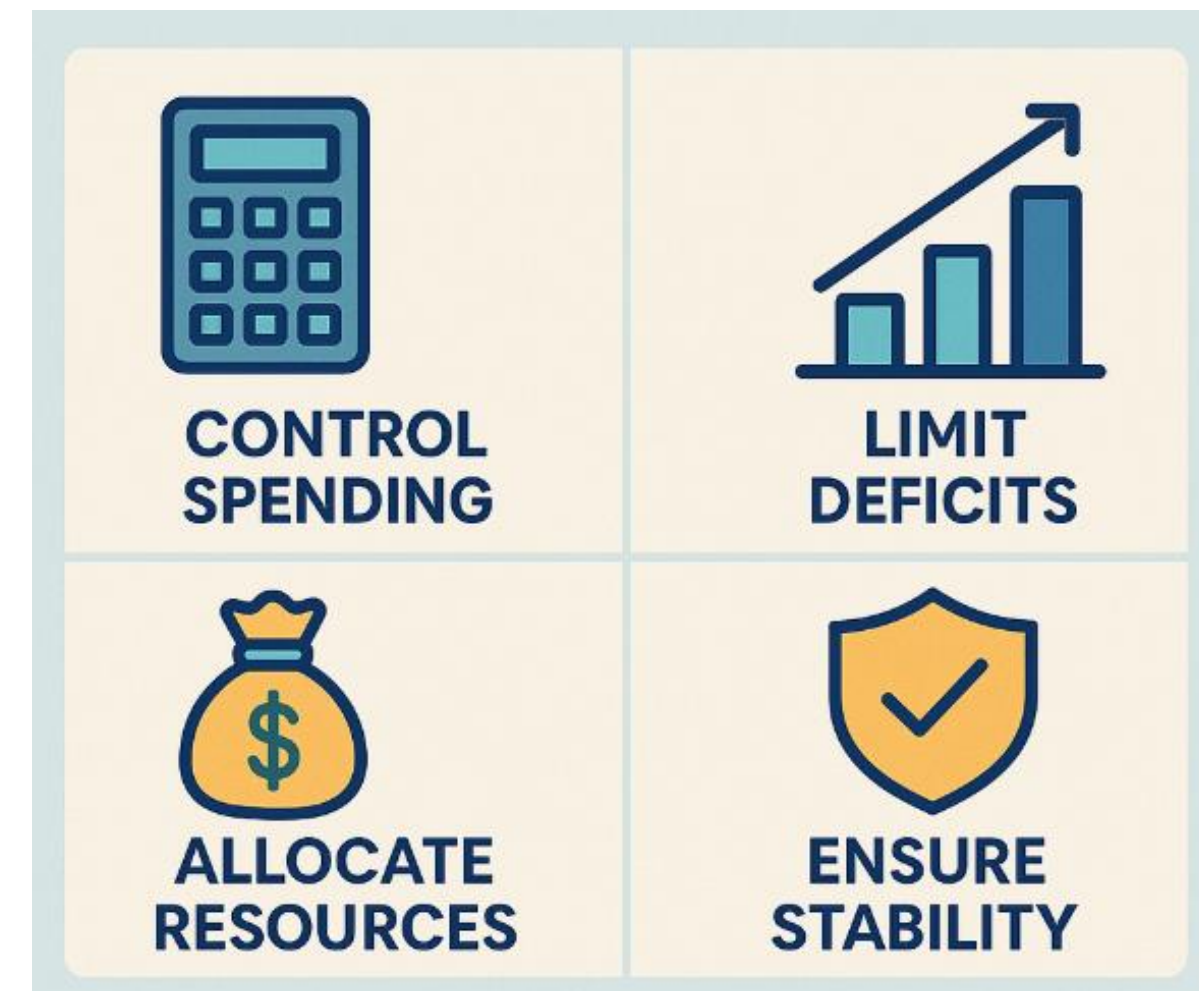 CONTROL
SPENDING
LIMIT
DEFICITS
$
ALLOCATE
RESOURCES
ENSURE
STABILITY